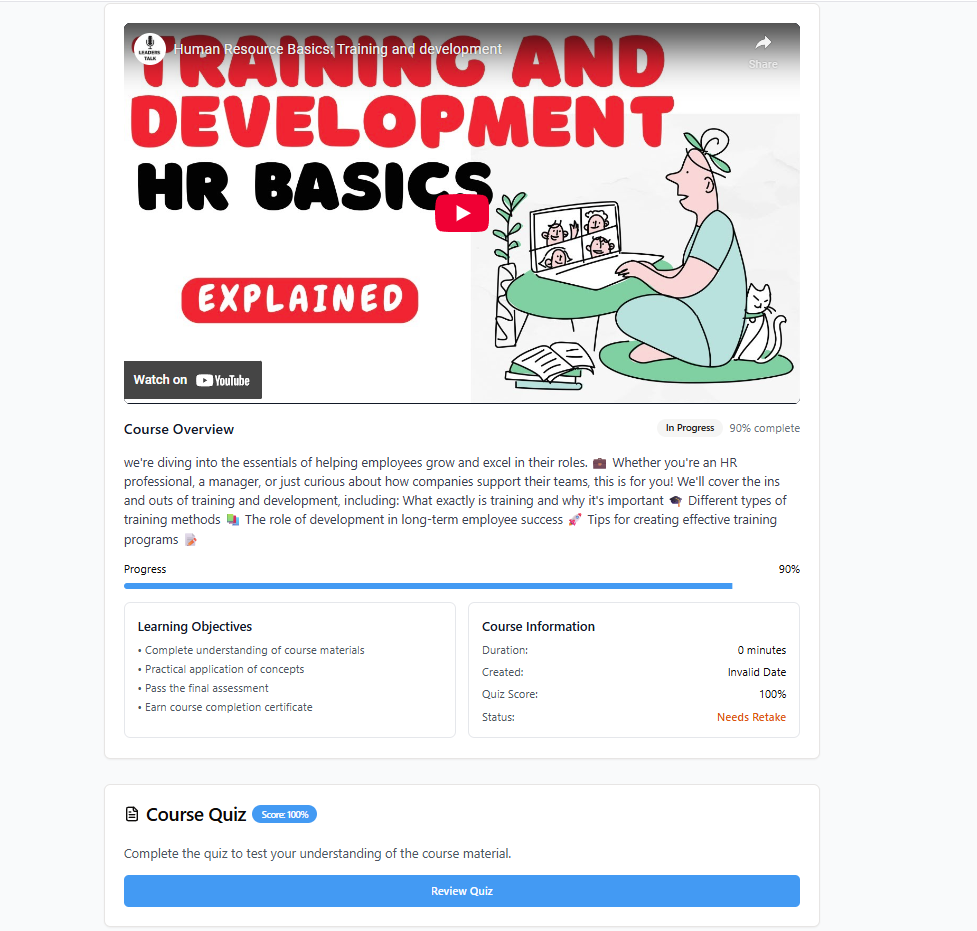 LEADERS
TALK
Human Resource Basics: Training and development
Share
TRAINING AND
DEVELOPMENT
HR BASICS
EXPLAINED
Watch on YouTube
Course Overview
In Progress
90% complete
we're diving into the essentials of helping employees grow and excel in their roles. 💼 Whether you're an HR
professional, a manager, or just curious about how companies support their teams, this is for you! We'll cover the ins
and outs of training and development, including: What exactly is training and why it's important 🎓 Different types of
training methods 📚 The role of development in long-term employee success 🚀 Tips for creating effective training
programs 📝
Progress
90%
Learning Objectives
• Complete understanding of course materials
• Practical application of concepts
• Pass the final assessment
• Earn course completion certificate
Course Information
Duration: 0 minutes
Created: Invalid Date
Quiz Score: 100%
Status: Needs Retake
Course Quiz
Score: 100%
Complete the quiz to test your understanding of the course material.
Review Quiz